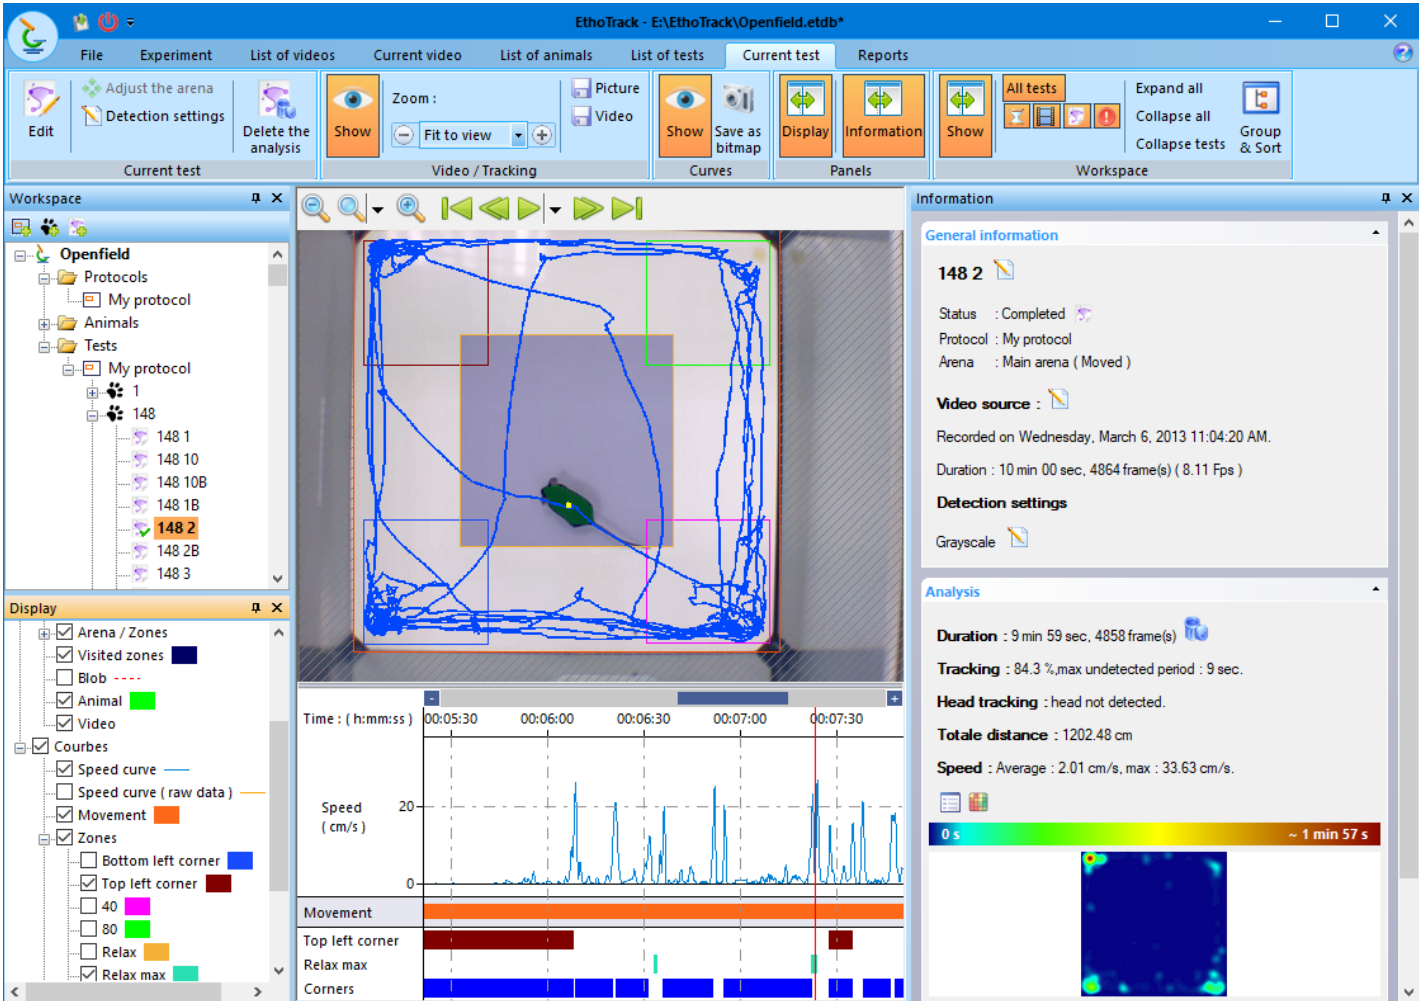 EthoTrack - E:\EthoTrack\Openfield.etdb*
File Experiment List of videos Current video List of animals List of tests Current test Reports
Edit
Adjust the arena
Detection settings
Delete the
analysis
Current test
Show
Zoom :
Fit to view
Picture
Video
Video / Tracking
Show
Save as
bitmap
Curves
Display
Information
Panels
Show
All tests
Expand all
Collapse all
Collapse tests
Group
& Sort
Workspace
Workspace
Openfield
Protocols
My protocol
Animals
Tests
My protocol
1
148
148 1
148 10
148 10B
148 1B
148 2
148 2B
148 3
Display
Arena / Zones
Visited zones
Blob
Animal
Video
Courbes
Speed curve
Speed curve ( raw data )
Movement
Zones
Bottom left corner
Top left corner
40
80
Relax
Relax max
Time : ( h:mm:ss ) 00:05:30 00:06:00 00:06:30 00:07:00 00:07:30
Speed
( cm/s )
20
0
Movement
Top left corner
Relax max
Corners
Information
General information
148 2
Status : Completed
Protocol : My protocol
Arena : Main arena ( Moved )
Video source :
Recorded on Wednesday, March 6, 2013 11:04:20 AM.
Duration : 10 min 00 sec, 4864 frame(s) ( 8.11 Fps )
Detection settings
Grayscale
Analysis
Duration : 9 min 59 sec, 4858 frame(s)
Tracking : 84.3 %,max undetected period : 9 sec.
Head tracking : head not detected.
Totale distance : 1202.48 cm
Speed : Average : 2.01 cm/s, max : 33.63 cm/s.
0 s ~ 1 min 57 s